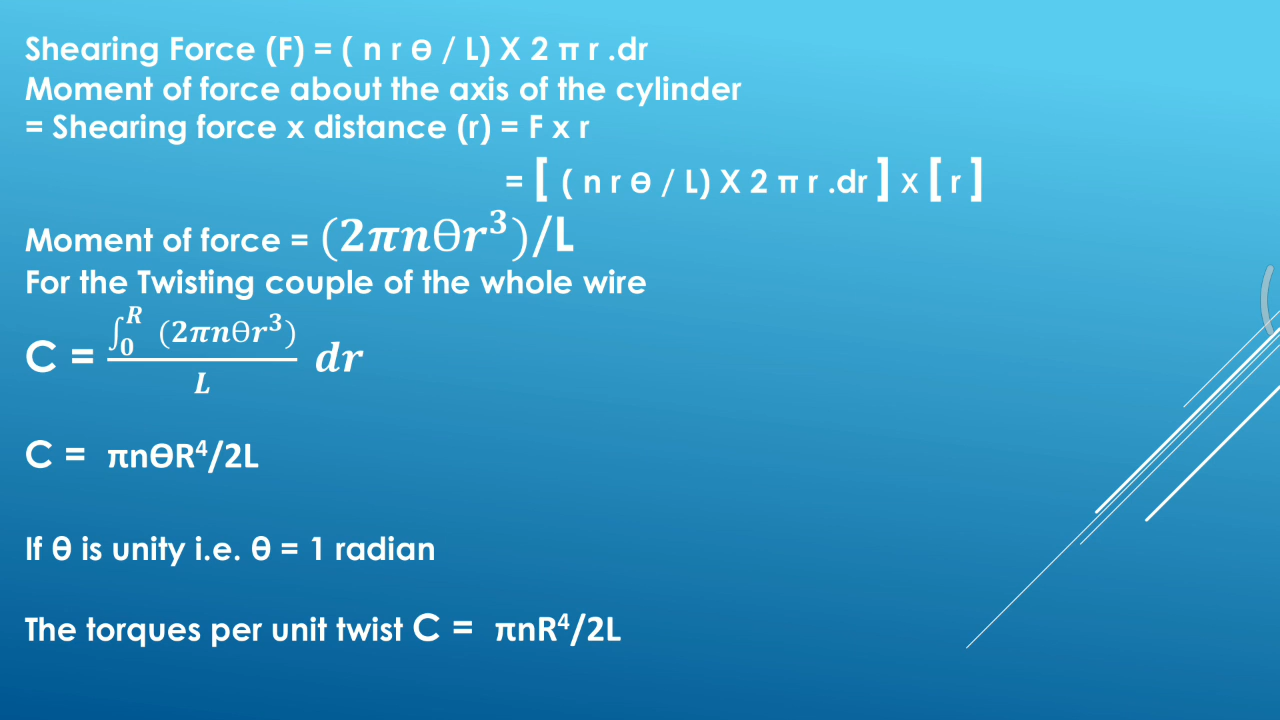 Shearing Force (F) = ( n r ɵ / L) X 2 π r .dr
Moment of force about the axis of the cylinder
= Shearing force x distance (r) = F x r
= [ ( n r ɵ / L) X 2 π r .dr ] X [ r ]
Moment of force = (2πnΘr³)/L
For the Twisting couple of the whole wire
C = ∫₀ᴿ (2πnΘr³) / L dr
C = πnӨR⁴/2L
If θ is unity i.e. θ = 1 radian
The torques per unit twist C = πnR⁴/2L